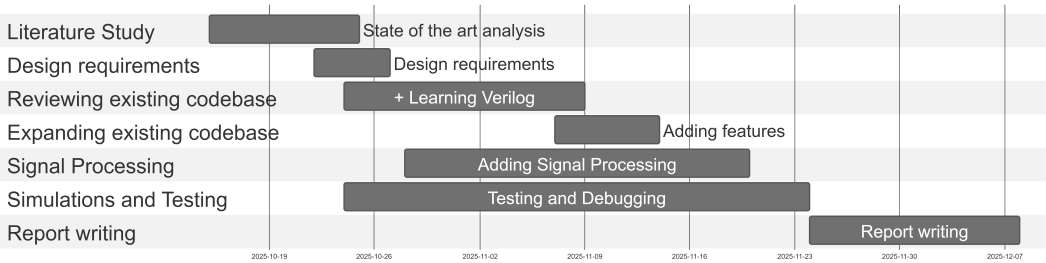 Literature Study
State of the art analysis
Design requirements
Design requirements
Reviewing existing codebase
+ Learning Verilog
Expanding existing codebase
Adding features
Signal Processing
Adding Signal Processing
Simulations and Testing
Testing and Debugging
Report writing
Report writing
2025-10-19
2025-10-26
2025-11-02
2025-11-09
2025-11-16
2025-11-23
2025-11-30
2025-12-07